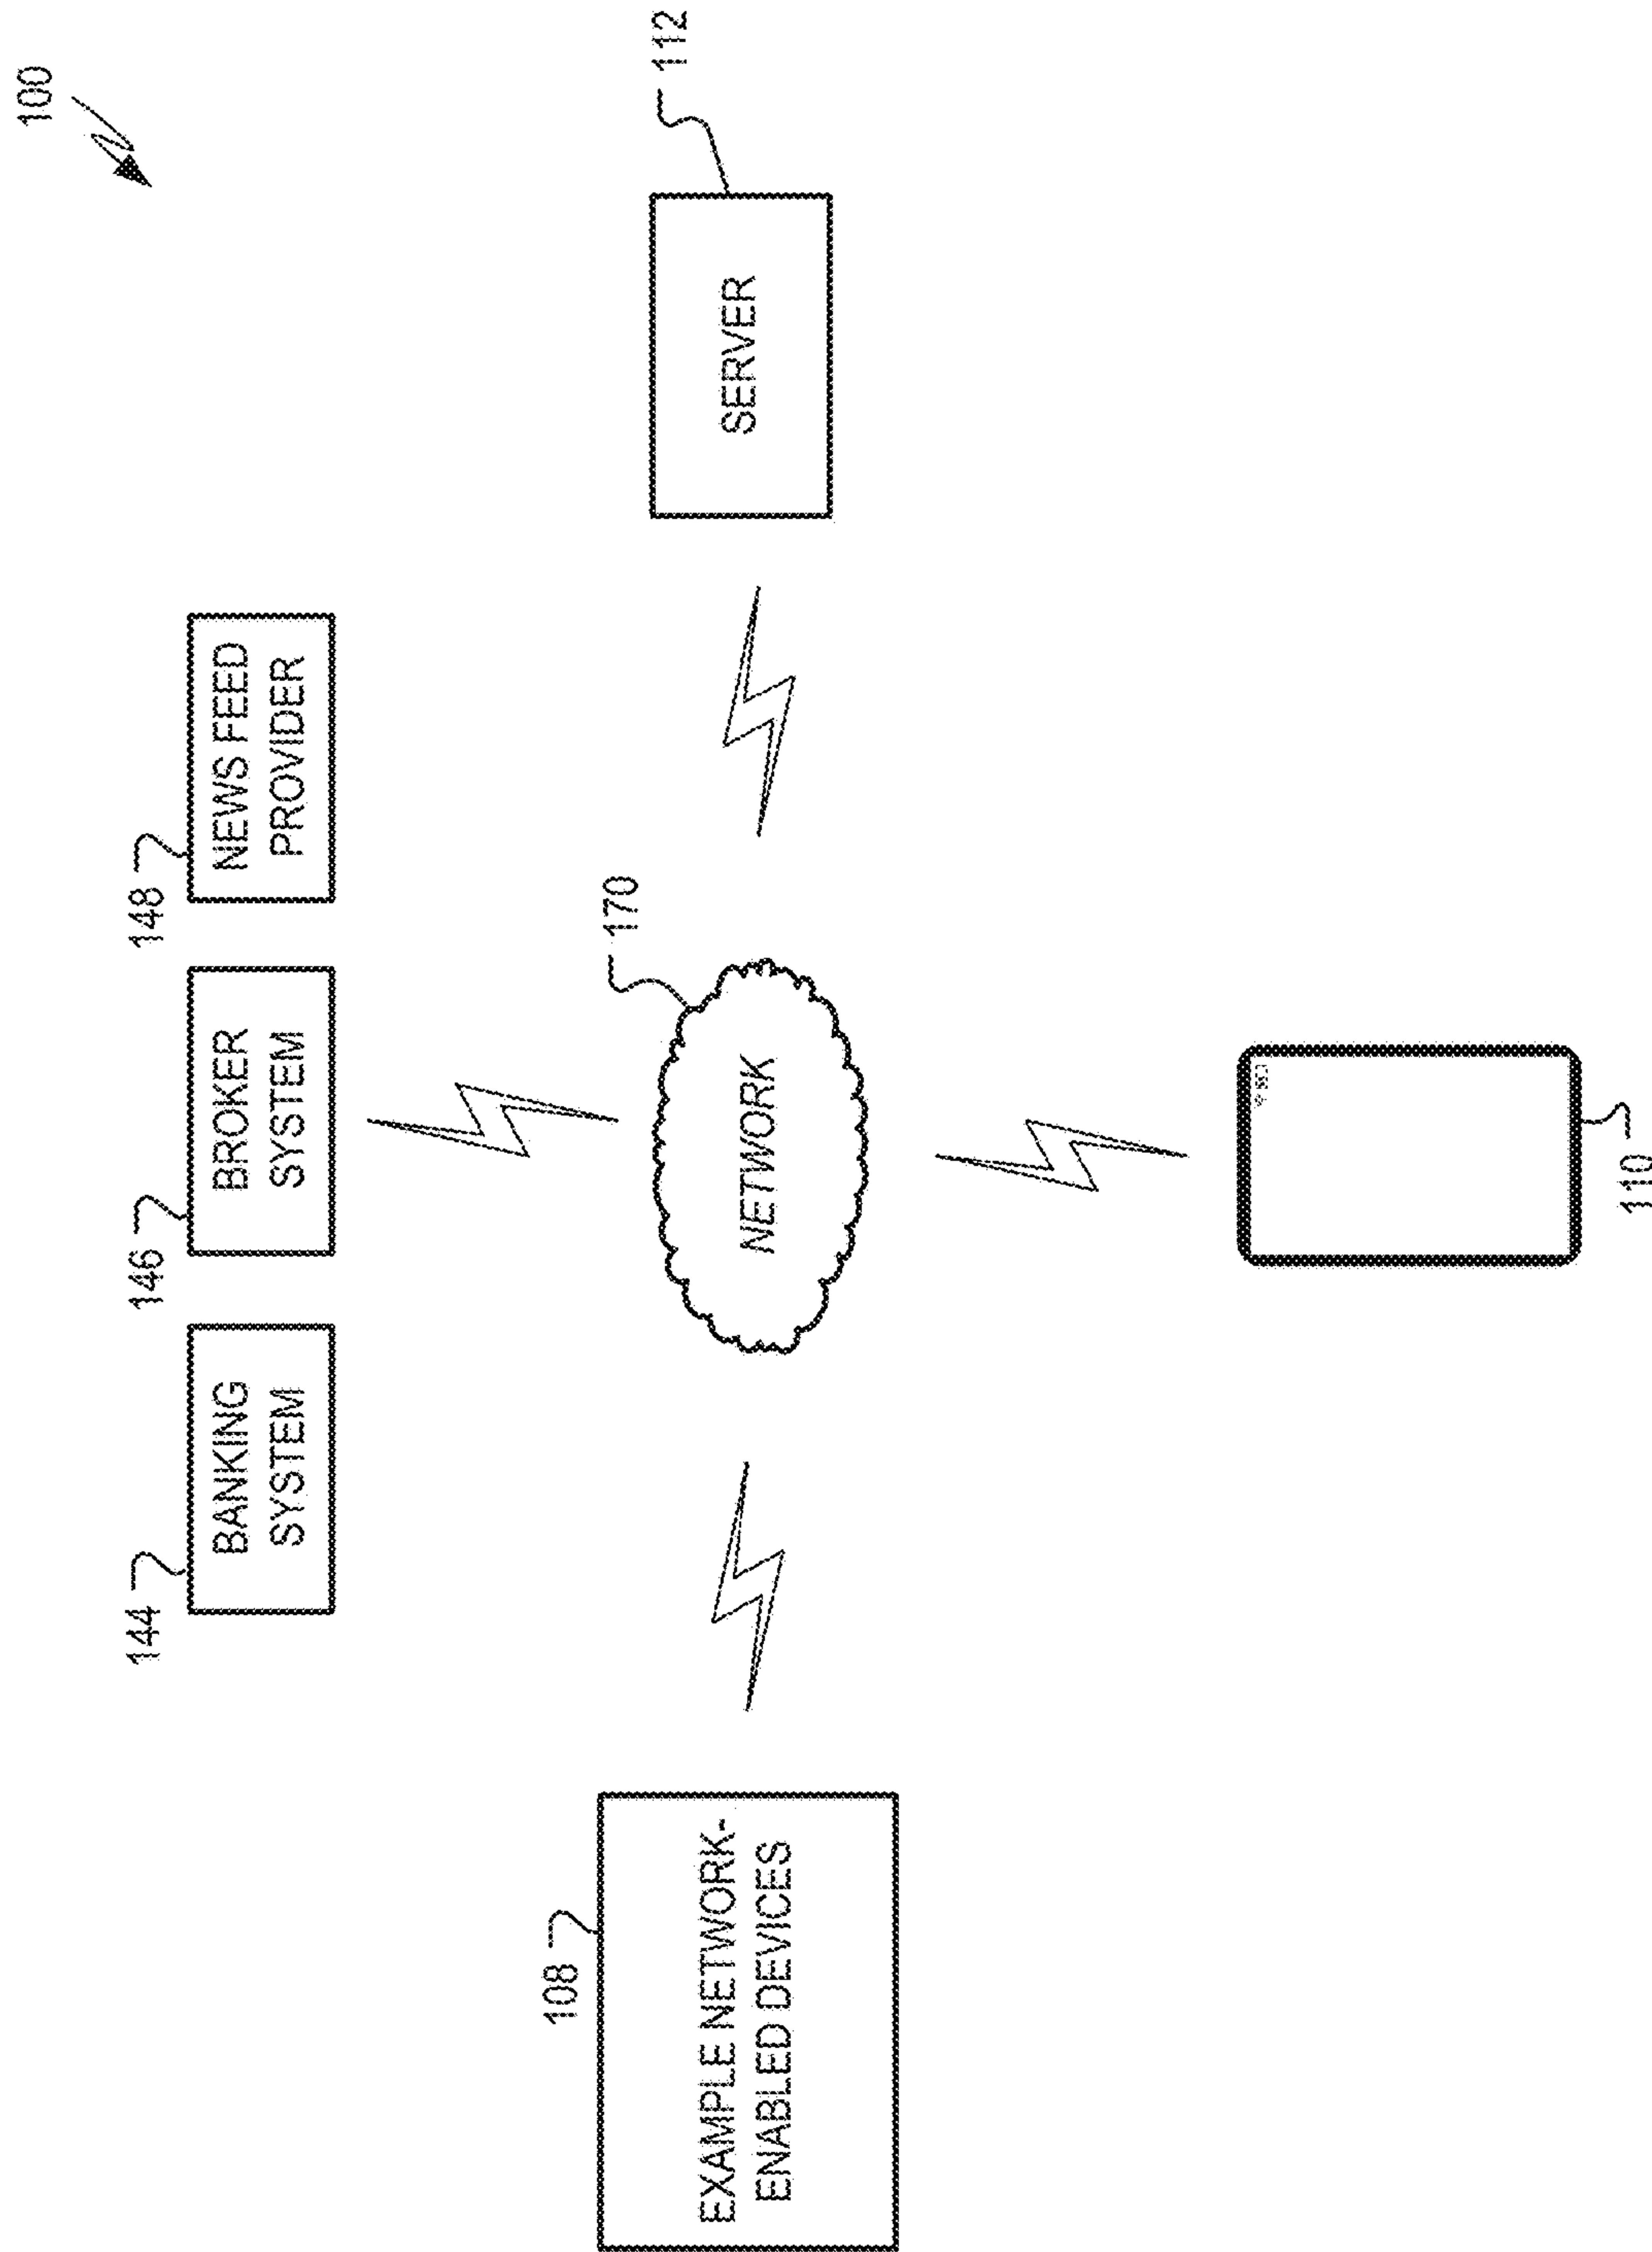 100
144
146
148
BANKING
SYSTEM
BROKER
SYSTEM
NEWS FEED
PROVIDER
108
170
112
EXAMPLE NETWORK-
ENABLED DEVICES
NETWORK
SERVER
110